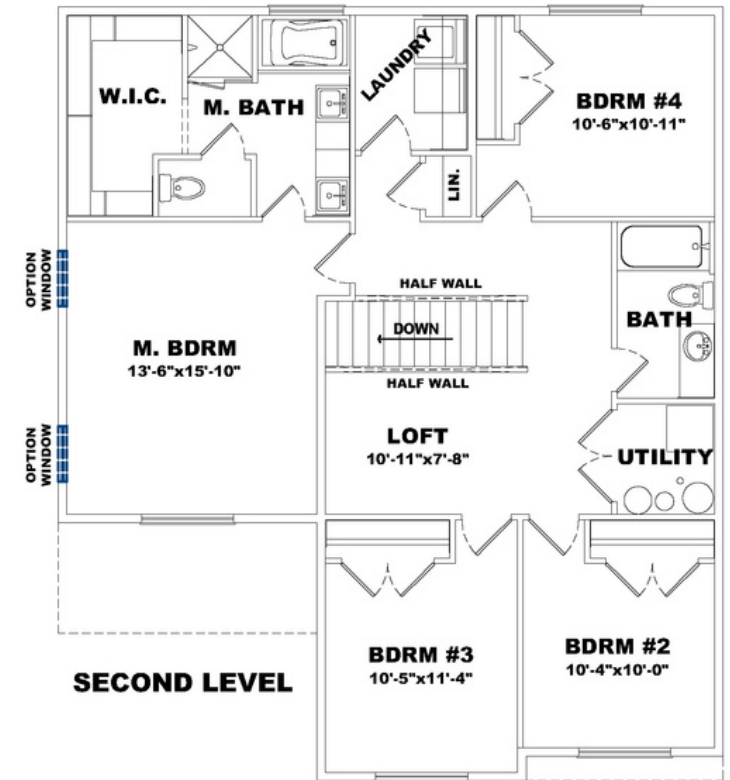 W.I.C.
M. BATH
LAUNDRY
BDRM #4
10'-6"x10'-11"
LIN.
OPTION
WINDOW
HALF WALL
DOWN
HALF WALL
M. BDRM
13'-6"x15'-10"
BATH
OPTION
WINDOW
LOFT
10'-11"x7'-8"
UTILITY
BDRM #3
10'-5"x11'-4"
BDRM #2
10'-4"x10'-0"
SECOND LEVEL